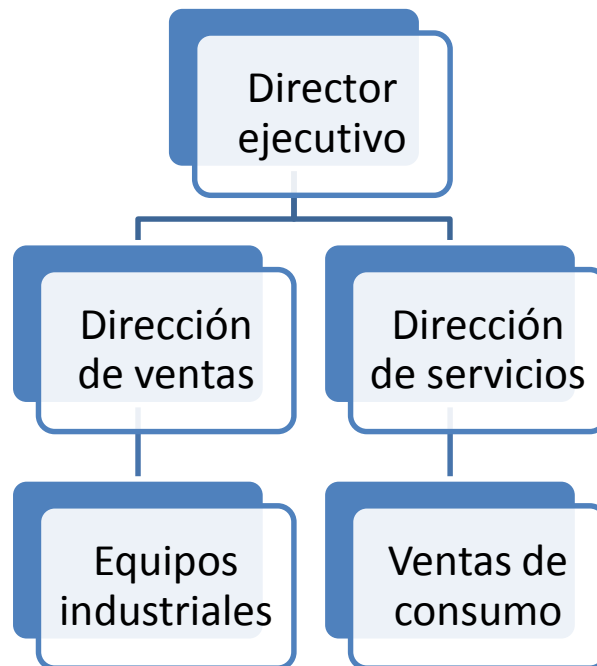 Director
ejecutivo
Dirección
de ventas
Dirección
de servicios
Equipos
industriales
Ventas de
consumo